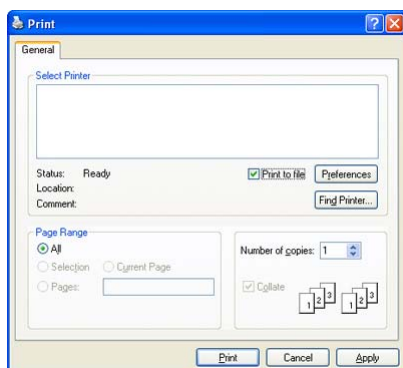 Print
General
Select Printer
Status: Ready
Print to file
Preferences
Location:
Comment:
Find Printer...
Page Range
All
Selection
Current Page
Pages:
Number of copies: 1
Collate
1 2 3 1 2 3
Print
Cancel
Apply